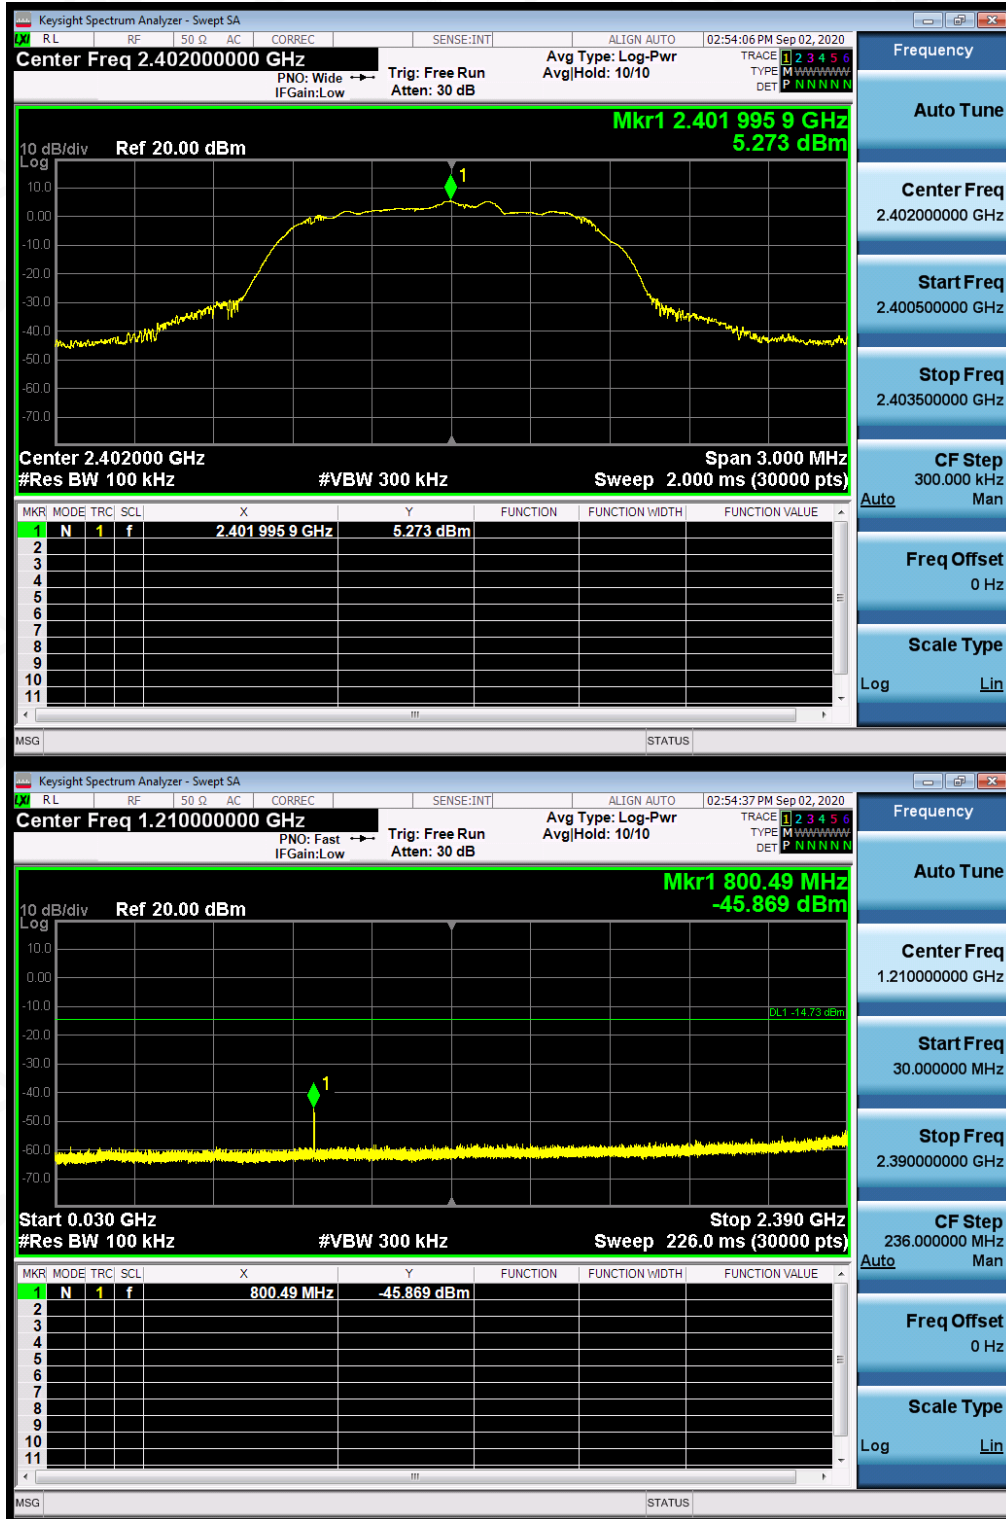 Keysight Spectrum Analyzer - Swept SA
LXI RL RF 50 Ω AC CORREC SENSE:INT ALIGN AUTO 02:54:06 PM Sep 02, 2020
Center Freq 2.402000000 GHz
PNO: Wide
IFGain:Low
Trig: Free Run
Atten: 30 dB
Avg Type: Log-Pwr
Avg|Hold: 10/10
TRACE 1 2 3 4 5 6
TYPE M WWWWW
DET P N N N N N
Mkr1 2.401 995 9 GHz
5.273 dBm
10 dB/div Ref 20.00 dBm
Log
1
10.0
0.00
-10.0
-20.0
-30.0
-40.0
-50.0
-60.0
-70.0
Center 2.402000 GHz Span 3.000 MHz
#Res BW 100 kHz #VBW 300 kHz Sweep 2.000 ms (30000 pts)
MKR MODE TRC SCL X Y FUNCTION FUNCTION WIDTH FUNCTION VALUE
1 N 1 f 2.401 995 9 GHz 5.273 dBm
2
3
4
5
6
7
8
9
10
11
MSG STATUS
Frequency
Auto Tune
Center Freq
2.402000000 GHz
Start Freq
2.400500000 GHz
Stop Freq
2.403500000 GHz
CF Step
300.000 kHz
Auto Man
Freq Offset
0 Hz
Scale Type
Log Lin
Keysight Spectrum Analyzer - Swept SA
LXI RL RF 50 Ω AC CORREC SENSE:INT ALIGN AUTO 02:54:37 PM Sep 02, 2020
Center Freq 1.210000000 GHz
PNO: Fast
IFGain:Low
Trig: Free Run
Atten: 30 dB
Avg Type: Log-Pwr
Avg|Hold: 10/10
TRACE 1 2 3 4 5 6
TYPE M WWWWW
DET P N N N N N
Mkr1 800.49 MHz
-45.869 dBm
10 dB/div Ref 20.00 dBm
Log
10.0
0.00
-10.0
DL1 -14.73 dBm
-20.0
-30.0
1
-40.0
-50.0
-60.0
-70.0
Start 0.030 GHz Stop 2.390 GHz
#Res BW 100 kHz #VBW 300 kHz Sweep 226.0 ms (30000 pts)
MKR MODE TRC SCL X Y FUNCTION FUNCTION WIDTH FUNCTION VALUE
1 N 1 f 800.49 MHz -45.869 dBm
2
3
4
5
6
7
8
9
10
11
MSG STATUS
Frequency
Auto Tune
Center Freq
1.210000000 GHz
Start Freq
30.000000 MHz
Stop Freq
2.390000000 GHz
CF Step
236.000000 MHz
Auto Man
Freq Offset
0 Hz
Scale Type
Log Lin